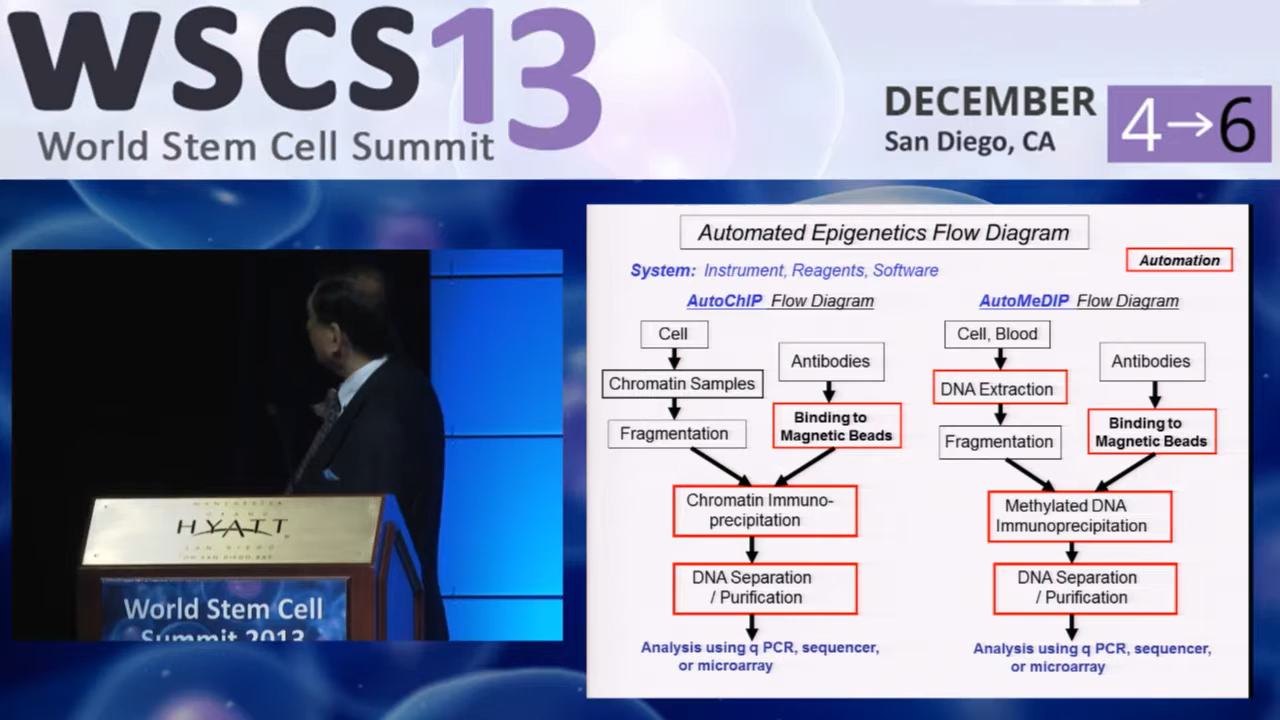 WSCS13
World Stem Cell Summit
DECEMBER
San Diego, CA
4→6
Automated Epigenetics Flow Diagram
System: Instrument, Reagents, Software
Automation
AutoChIP Flow Diagram
Cell
Chromatin Samples
Fragmentation
Antibodies
Binding to
Magnetic Beads
Chromatin Immuno-
precipitation
DNA Separation
/ Purification
Analysis using q PCR, sequencer,
or microarray
AutoMeDIP Flow Diagram
Cell, Blood
DNA Extraction
Fragmentation
Antibodies
Binding to
Magnetic Beads
Methylated DNA
Immunoprecipitation
DNA Separation
/ Purification
Analysis using q PCR, sequencer,
or microarray
MANCHESTER
GRAND
HYATT
SAN DIEGO
ON SAN DIEGO BAY
World Stem Cell
Summit 2013